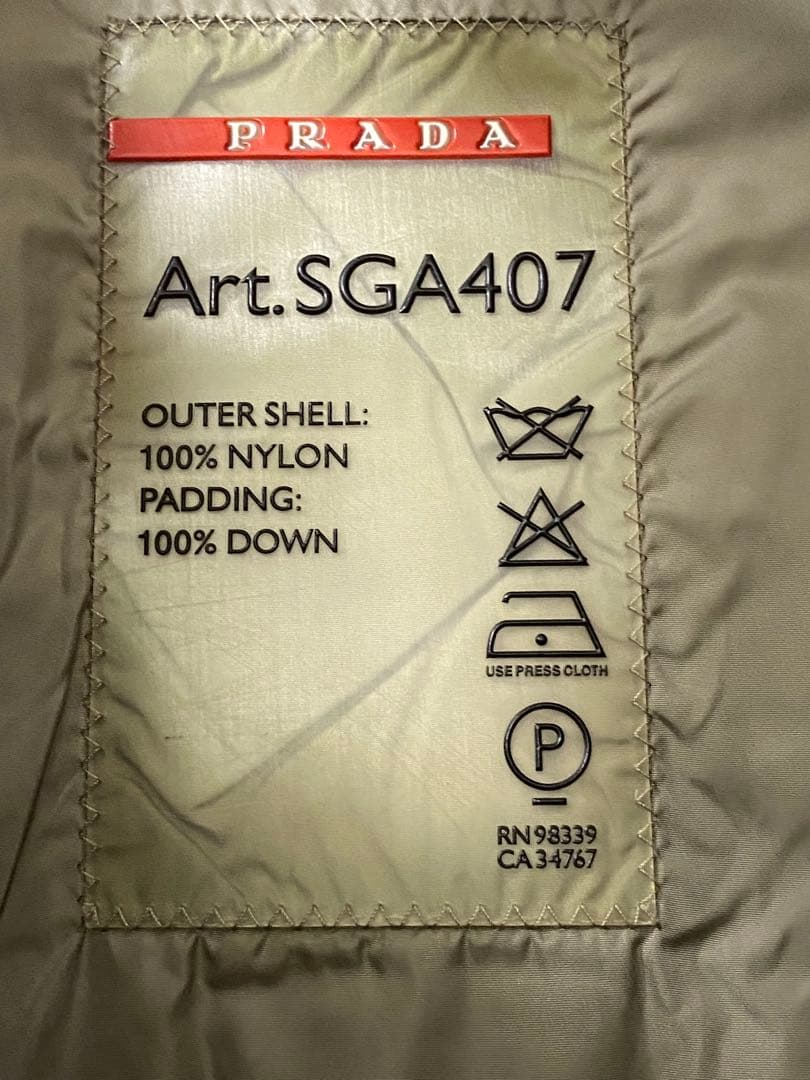 PRADA
Art.SGA407
OUTER SHELL:
100% NYLON
PADDING:
100% DOWN
USE PRESS CLOTH
P
RN 98339
CA 34767